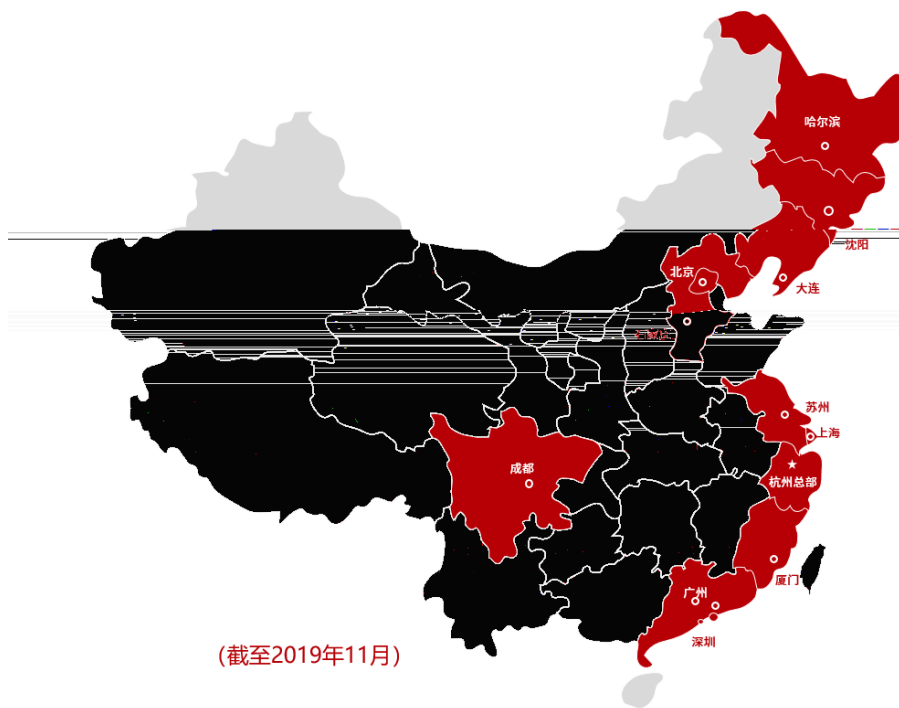 哈尔滨
沈阳
北京
大连
苏州
上海
成都
杭州总部
厦门
广州
深圳
(截至2019年11月)